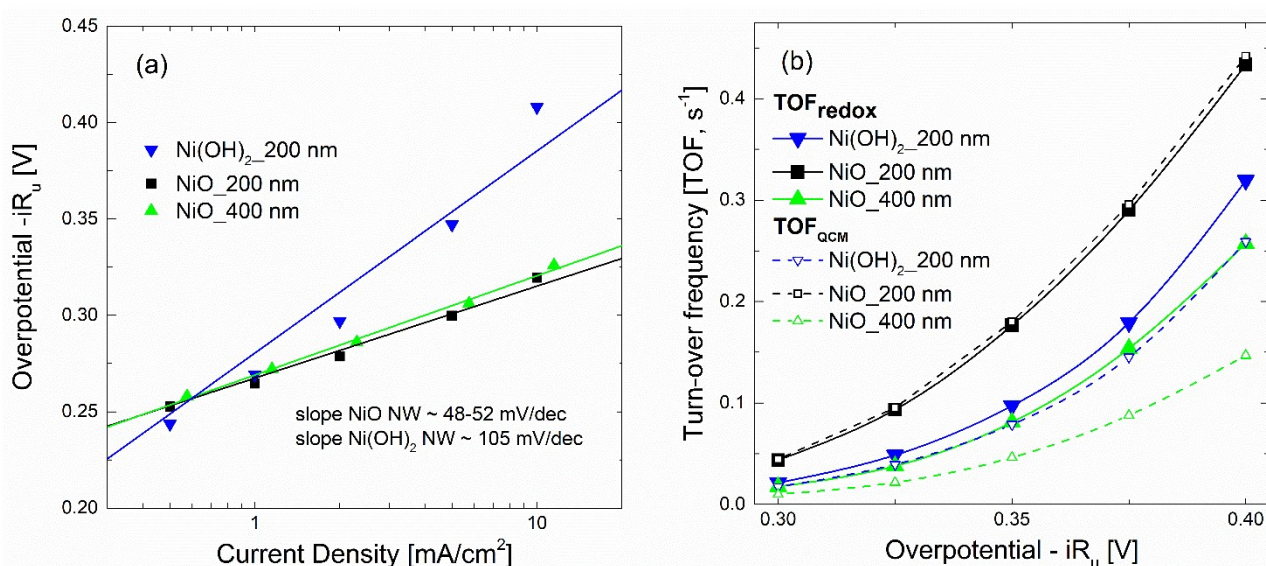 (a)
Ni(OH)₂_200 nm
NiO_200 nm
NiO_400 nm
slope NiO NW ~ 48-52 mV/dec
slope Ni(OH)₂ NW ~ 105 mV/dec
0.45
0.40
0.35
0.30
0.25
0.20
1
10
Overpotential -iRᵤ [V]
Current Density [mA/cm²]
(b)
TOFredox
Ni(OH)₂_200 nm
NiO_200 nm
NiO_400 nm
TOFQCM
Ni(OH)₂_200 nm
NiO_200 nm
NiO_400 nm
0.4
0.3
0.2
0.1
0.0
0.30
0.35
0.40
Turn-over frequency [TOF, s⁻¹]
Overpotential - iRᵤ [V]